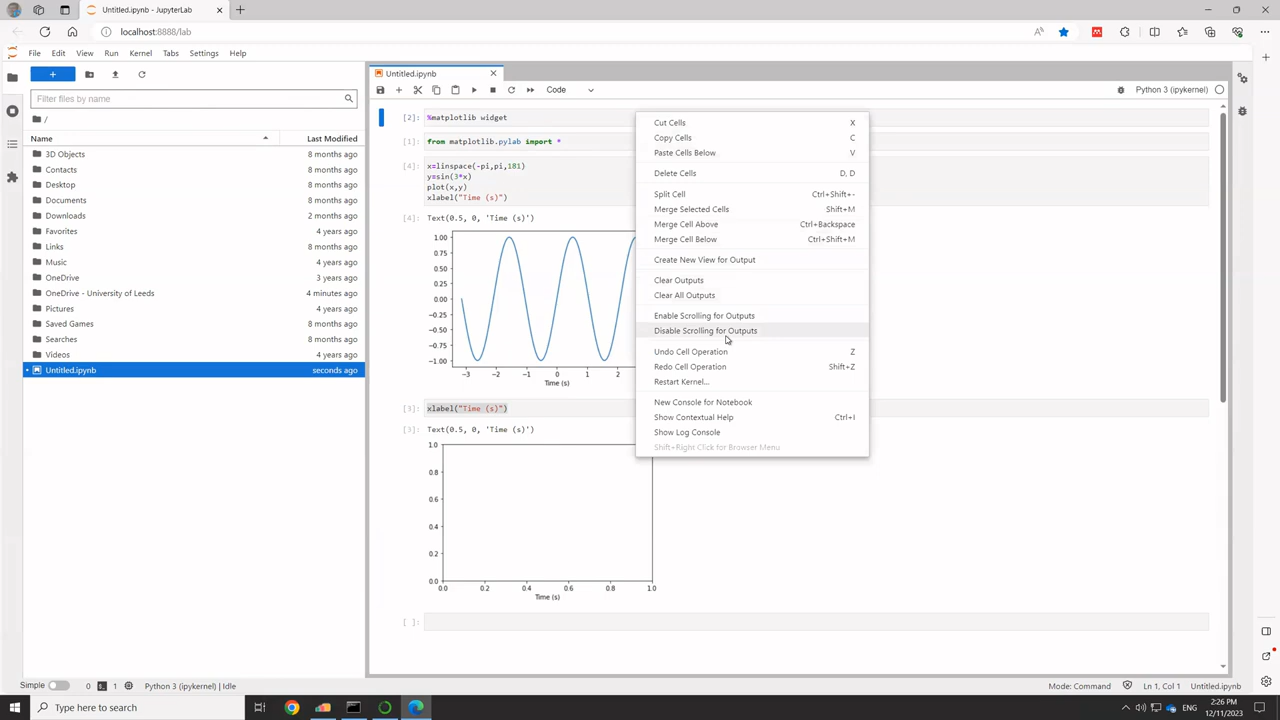 Untitled.ipynb - JupyterLab
localhost:8888/lab
File Edit View Run Kernel Tabs Settings Help
Filter files by name
/
Name Last Modified
3D Objects 8 months ago
Contacts 8 months ago
Desktop 8 months ago
Documents 8 months ago
Downloads 2 months ago
Favorites 4 years ago
Links 8 months ago
Music 4 years ago
OneDrive 3 years ago
OneDrive - University of Leeds 4 minutes ago
Pictures 4 years ago
Saved Games 8 months ago
Searches 8 months ago
Videos 4 years ago
Untitled.ipynb seconds ago
Untitled.ipynb
Code
Python 3 (ipykernel)
[2]: %matplotlib widget
[1]: from matplotlib.pylab import *
[4]: x=linspace(-pi,pi,181)
y=sin(3*x)
plot(x,y)
xlabel("Time (s)")
[4]: Text(0.5, 0, 'Time (s)')
1.00
0.75
0.50
0.25
0.00
−0.25
−0.50
−0.75
−1.00
−3 −2 −1 0 1 2
Time (s)
[3]: xlabel("Time (s)")
[3]: Text(0.5, 0, 'Time (s)')
1.0
0.8
0.6
0.4
0.2
0.0
0.0 0.2 0.4 0.6 0.8 1.0
Time (s)
[ ]:
Cut Cells X
Copy Cells C
Paste Cells Below V
Delete Cells D, D
Split Cell Ctrl+Shift+-
Merge Selected Cells Shift+M
Merge Cell Above Ctrl+Backspace
Merge Cell Below Ctrl+Shift+M
Create New View for Output
Clear Outputs
Clear All Outputs
Enable Scrolling for Outputs
Disable Scrolling for Outputs
Undo Cell Operation Z
Redo Cell Operation Shift+Z
Restart Kernel...
New Console for Notebook
Show Contextual Help Ctrl+I
Show Log Console
Shift+Right Click for Browser Menu
Simple 0 1 Python 3 (ipykernel) | Idle
Mode: Command Ln 1, Col 1 Untitled.ipynb
Type here to search
ENG
2:26 PM
12/11/2023